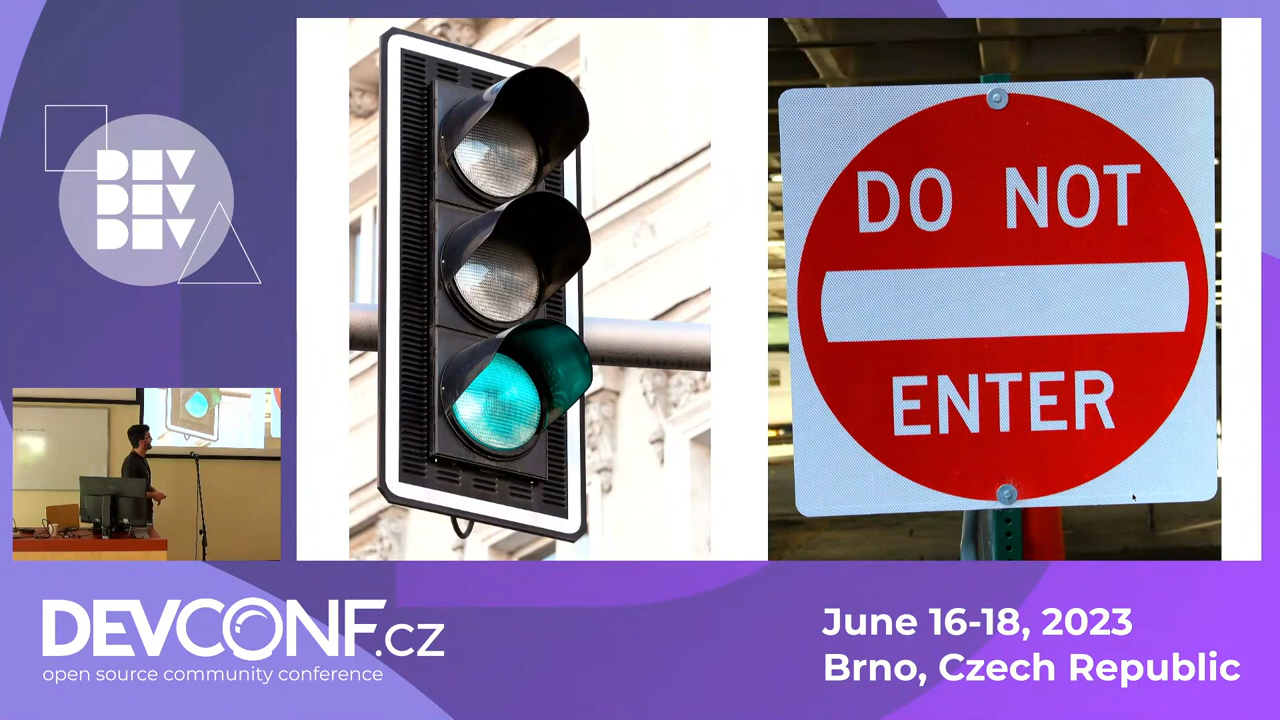 DEV
DEV
DEV
DO NOT
ENTER
DEVCONF.cz
open source community conference
June 16-18, 2023
Brno, Czech Republic